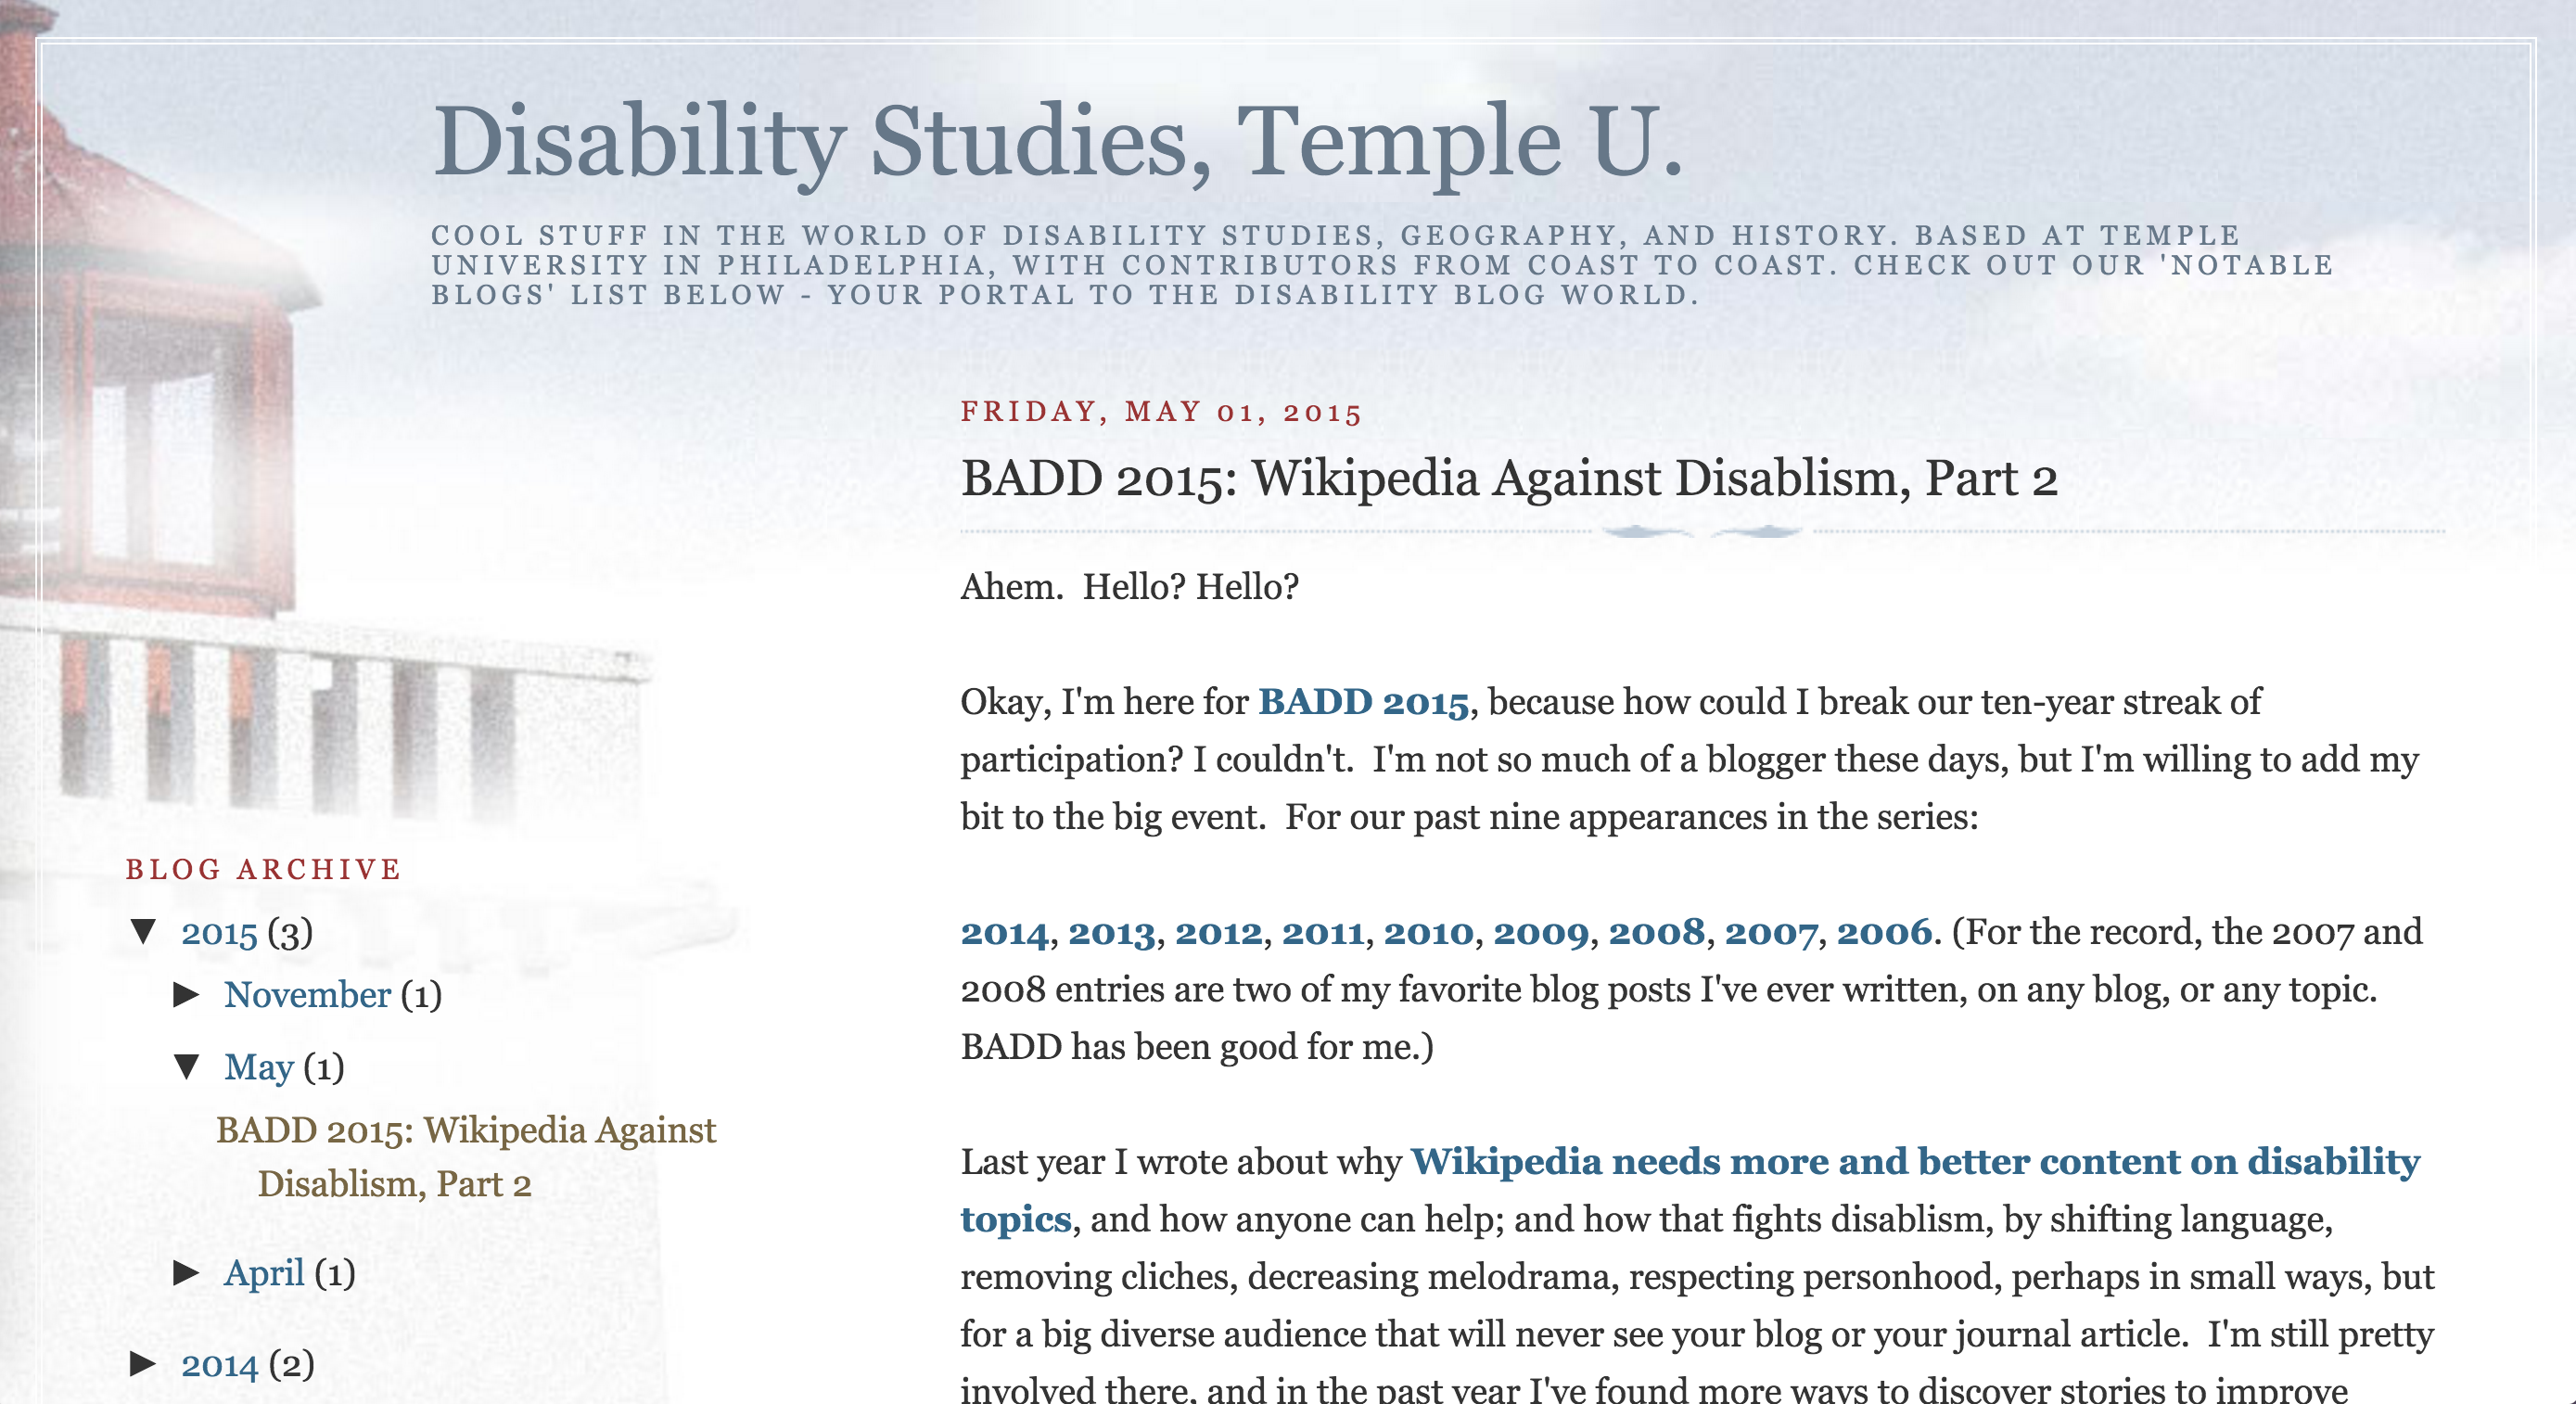 Disability Studies, Temple U.
COOL STUFF IN THE WORLD OF DISABILITY STUDIES, GEOGRAPHY, AND HISTORY. BASED AT TEMPLE
UNIVERSITY IN PHILADELPHIA, WITH CONTRIBUTORS FROM COAST TO COAST. CHECK OUT OUR 'NOTABLE
BLOGS' LIST BELOW - YOUR PORTAL TO THE DISABILITY BLOG WORLD.
FRIDAY, MAY 01, 2015
BADD 2015: Wikipedia Against Disablism, Part 2
Ahem.  Hello? Hello?
Okay, I'm here for BADD 2015, because how could I break our ten-year streak of
participation? I couldn't.  I'm not so much of a blogger these days, but I'm willing to add my
bit to the big event.  For our past nine appearances in the series:
2014, 2013, 2012, 2011, 2010, 2009, 2008, 2007, 2006. (For the record, the 2007 and
2008 entries are two of my favorite blog posts I've ever written, on any blog, or any topic.
BADD has been good for me.)
Last year I wrote about why Wikipedia needs more and better content on disability
topics, and how anyone can help; and how that fights disablism, by shifting language,
removing cliches, decreasing melodrama, respecting personhood, perhaps in small ways, but
for a big diverse audience that will never see your blog or your journal article.  I'm still pretty
involved there, and in the past year I've found more ways to discover stories to improve
BLOG ARCHIVE
▼ 2015 (3)
► November (1)
▼ May (1)
BADD 2015: Wikipedia Against
Disablism, Part 2
► April (1)
► 2014 (2)